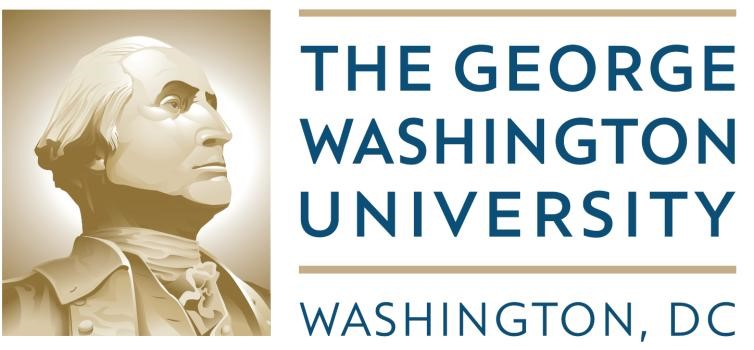 THE GEORGE
WASHINGTON
UNIVERSITY
WASHINGTON, DC